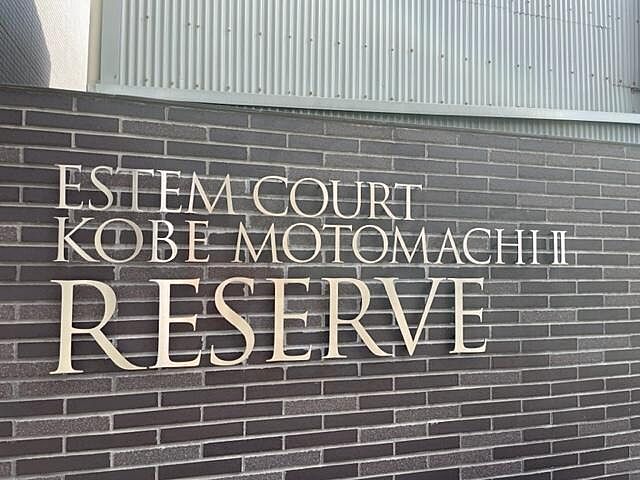 ESTEM COURT
KOBE MOTOMACHI II
RESERVE